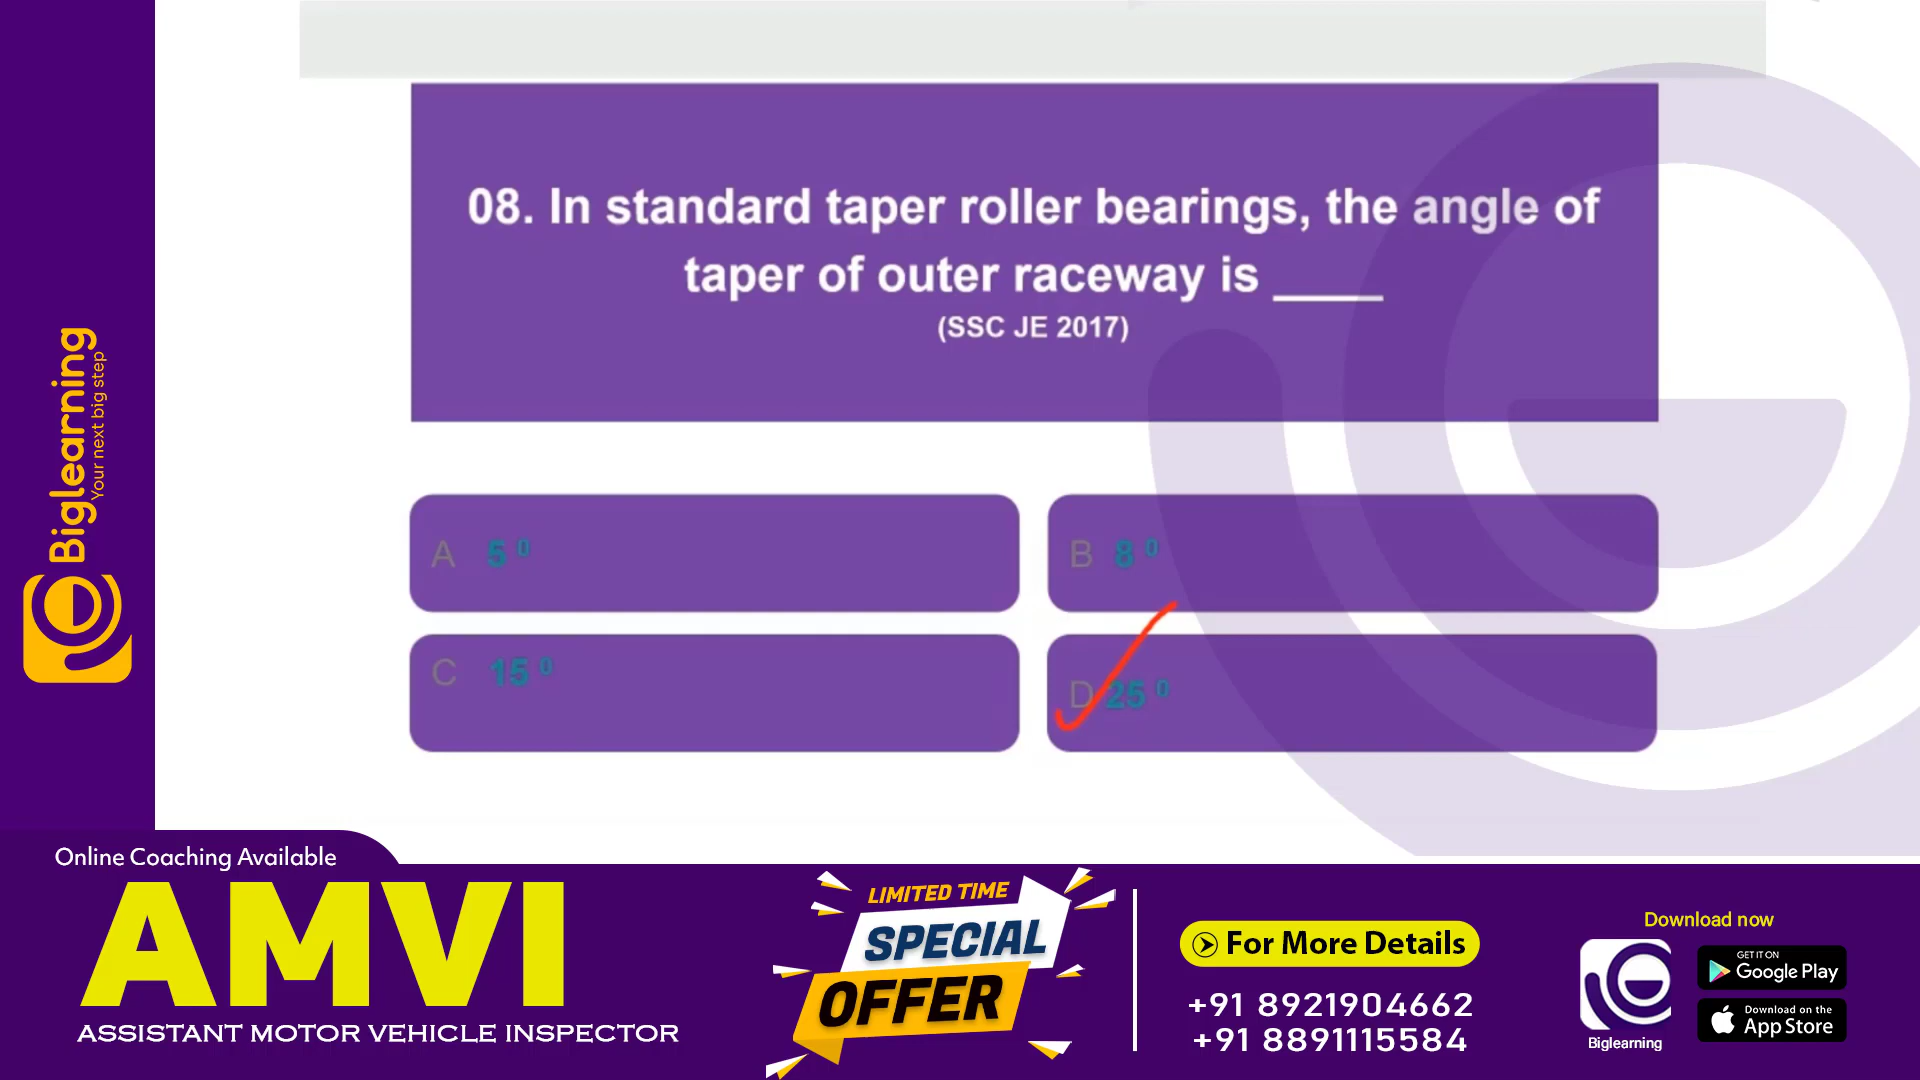 08. In standard taper roller bearings, the angle of
taper of outer raceway is ____
(SSC JE 2017)
A 5 0
B 8 0
C 15 0
D 25 0
Biglearning
Your next big step
Online Coaching Available
AMVI
ASSISTANT MOTOR VEHICLE INSPECTOR
LIMITED TIME
SPECIAL
OFFER
For More Details
+91 8921904662
+91 8891115584
Download now
Biglearning
GET IT ON
Google Play
Download on the
App Store